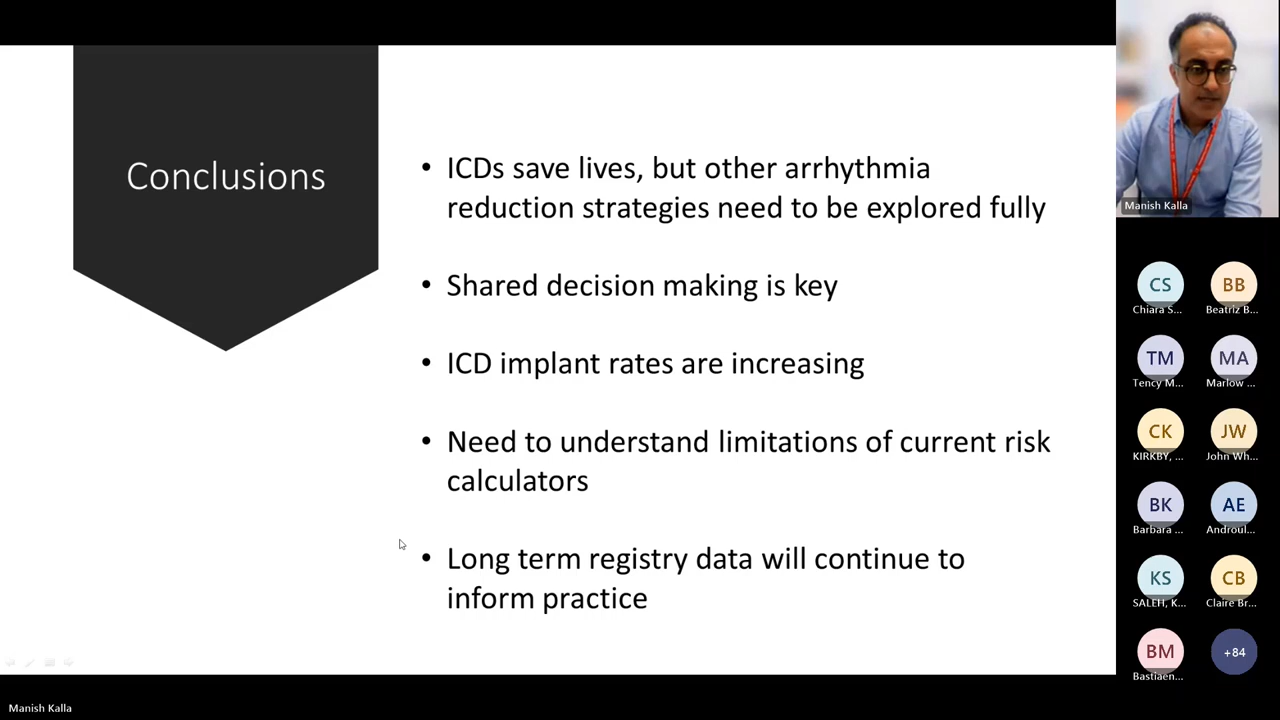 Conclusions
• ICDs save lives, but other arrhythmia
reduction strategies need to be explored fully
• Shared decision making is key
• ICD implant rates are increasing
• Need to understand limitations of current risk
calculators
• Long term registry data will continue to
inform practice
Manish Kalla
CS
Chiara S...
BB
Beatriz B...
TM
Tency M...
MA
Marlow ...
CK
KIRKBY, ...
JW
John Wh...
BK
Barbara ...
AE
Androul...
KS
SALEH, K...
CB
Claire Br...
BM
Bastiaen...
+84
Manish Kalla